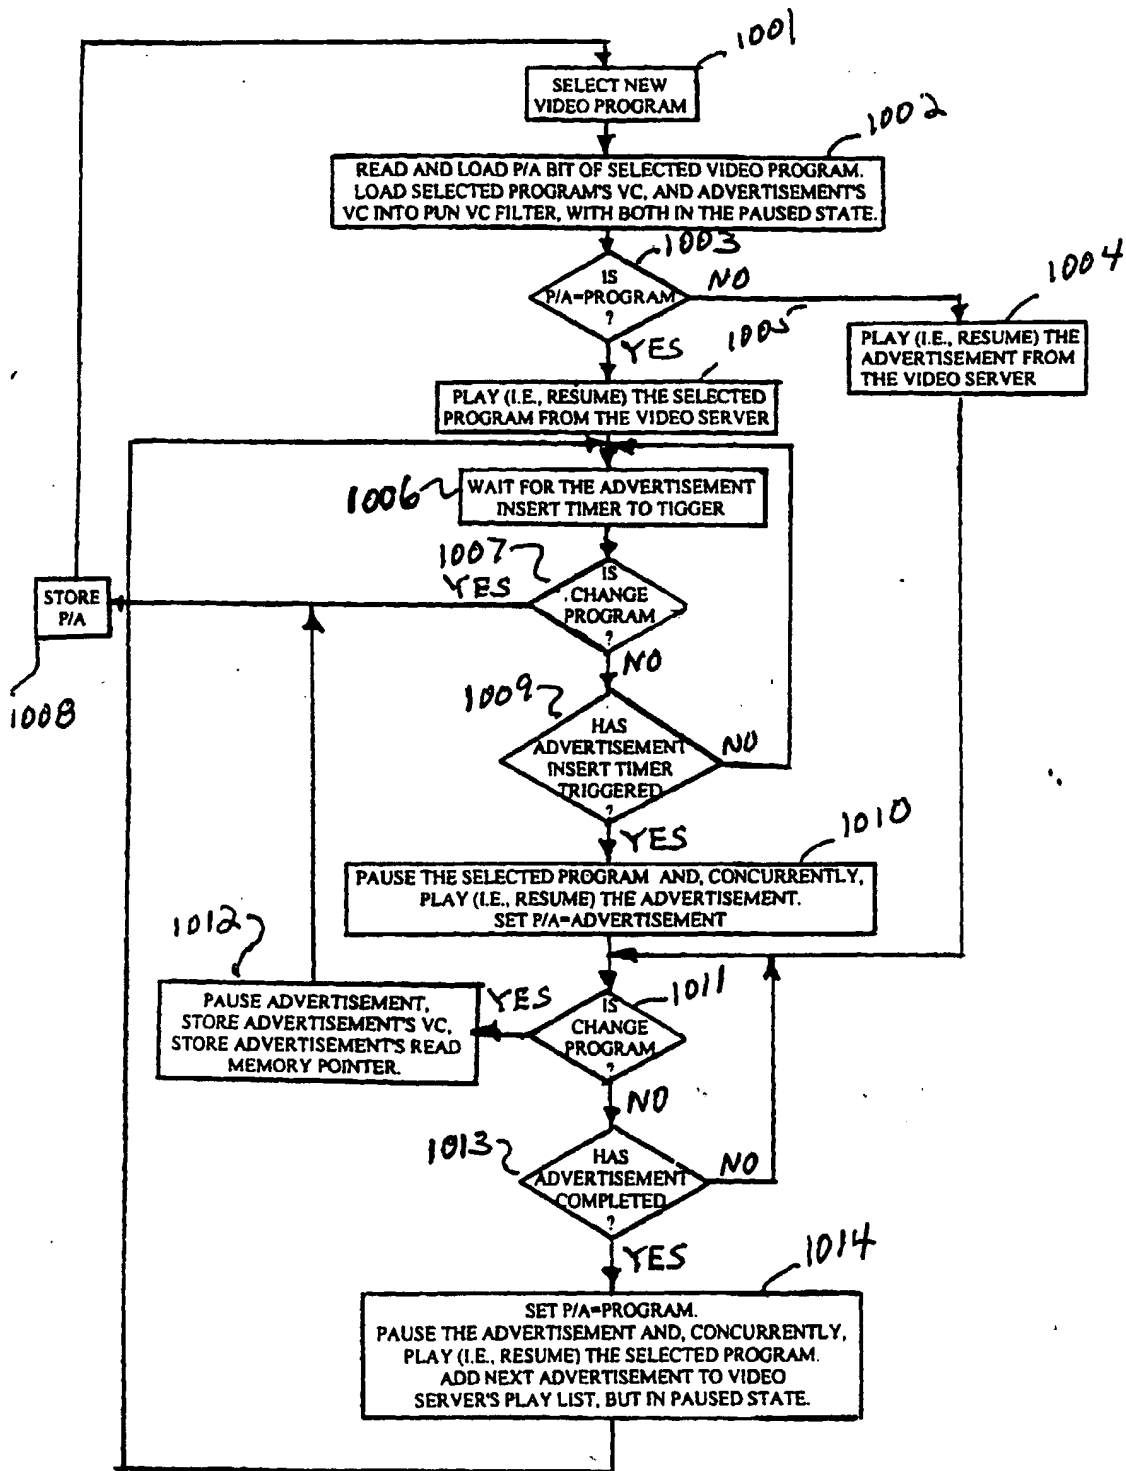 1001
SELECT NEW
VIDEO PROGRAM
1002
READ AND LOAD P/A BIT OF SELECTED VIDEO PROGRAM.
LOAD SELECTED PROGRAM'S VC, AND ADVERTISEMENT'S
VC INTO PUN VC FILTER, WITH BOTH IN THE PAUSED STATE.
1003
IS
P/A=PROGRAM
?
NO
YES
1004
PLAY (I.E., RESUME) THE
ADVERTISEMENT FROM
THE VIDEO SERVER
1005
PLAY (I.E., RESUME) THE SELECTED
PROGRAM FROM THE VIDEO SERVER
1006
WAIT FOR THE ADVERTISEMENT
INSERT TIMER TO TIGGER
1007
YES
IS
CHANGE
PROGRAM
?
NO
STORE
P/A
1008
1009
HAS
ADVERTISEMENT
INSERT TIMER
TRIGGERED
?
NO
YES
1010
PAUSE THE SELECTED PROGRAM AND, CONCURRENTLY,
PLAY (I.E., RESUME) THE ADVERTISEMENT.
SET P/A=ADVERTISEMENT
1011
IS
CHANGE
PROGRAM
?
YES
NO
1012
PAUSE ADVERTISEMENT,
STORE ADVERTISEMENT'S VC,
STORE ADVERTISEMENT'S READ
MEMORY POINTER.
1013
HAS
ADVERTISEMENT
COMPLETED
?
NO
YES
1014
SET P/A=PROGRAM.
PAUSE THE ADVERTISEMENT AND, CONCURRENTLY,
PLAY (I.E., RESUME) THE SELECTED PROGRAM.
ADD NEXT ADVERTISEMENT TO VIDEO
SERVER'S PLAY LIST, BUT IN PAUSED STATE.